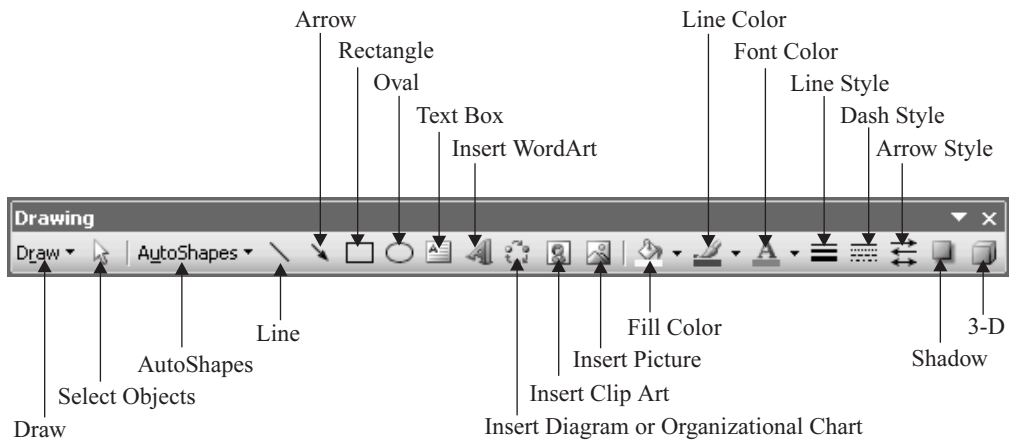 Arrow
Line Color
Rectangle
Font Color
Oval
Line Style
Text Box
Dash Style
Insert WordArt
Arrow Style
Drawing
Draw
AutoShapes
A
A
A
Line
Fill Color
3-D
AutoShapes
Insert Picture
Shadow
Select Objects
Insert Clip Art
Draw
Insert Diagram or Organizational Chart